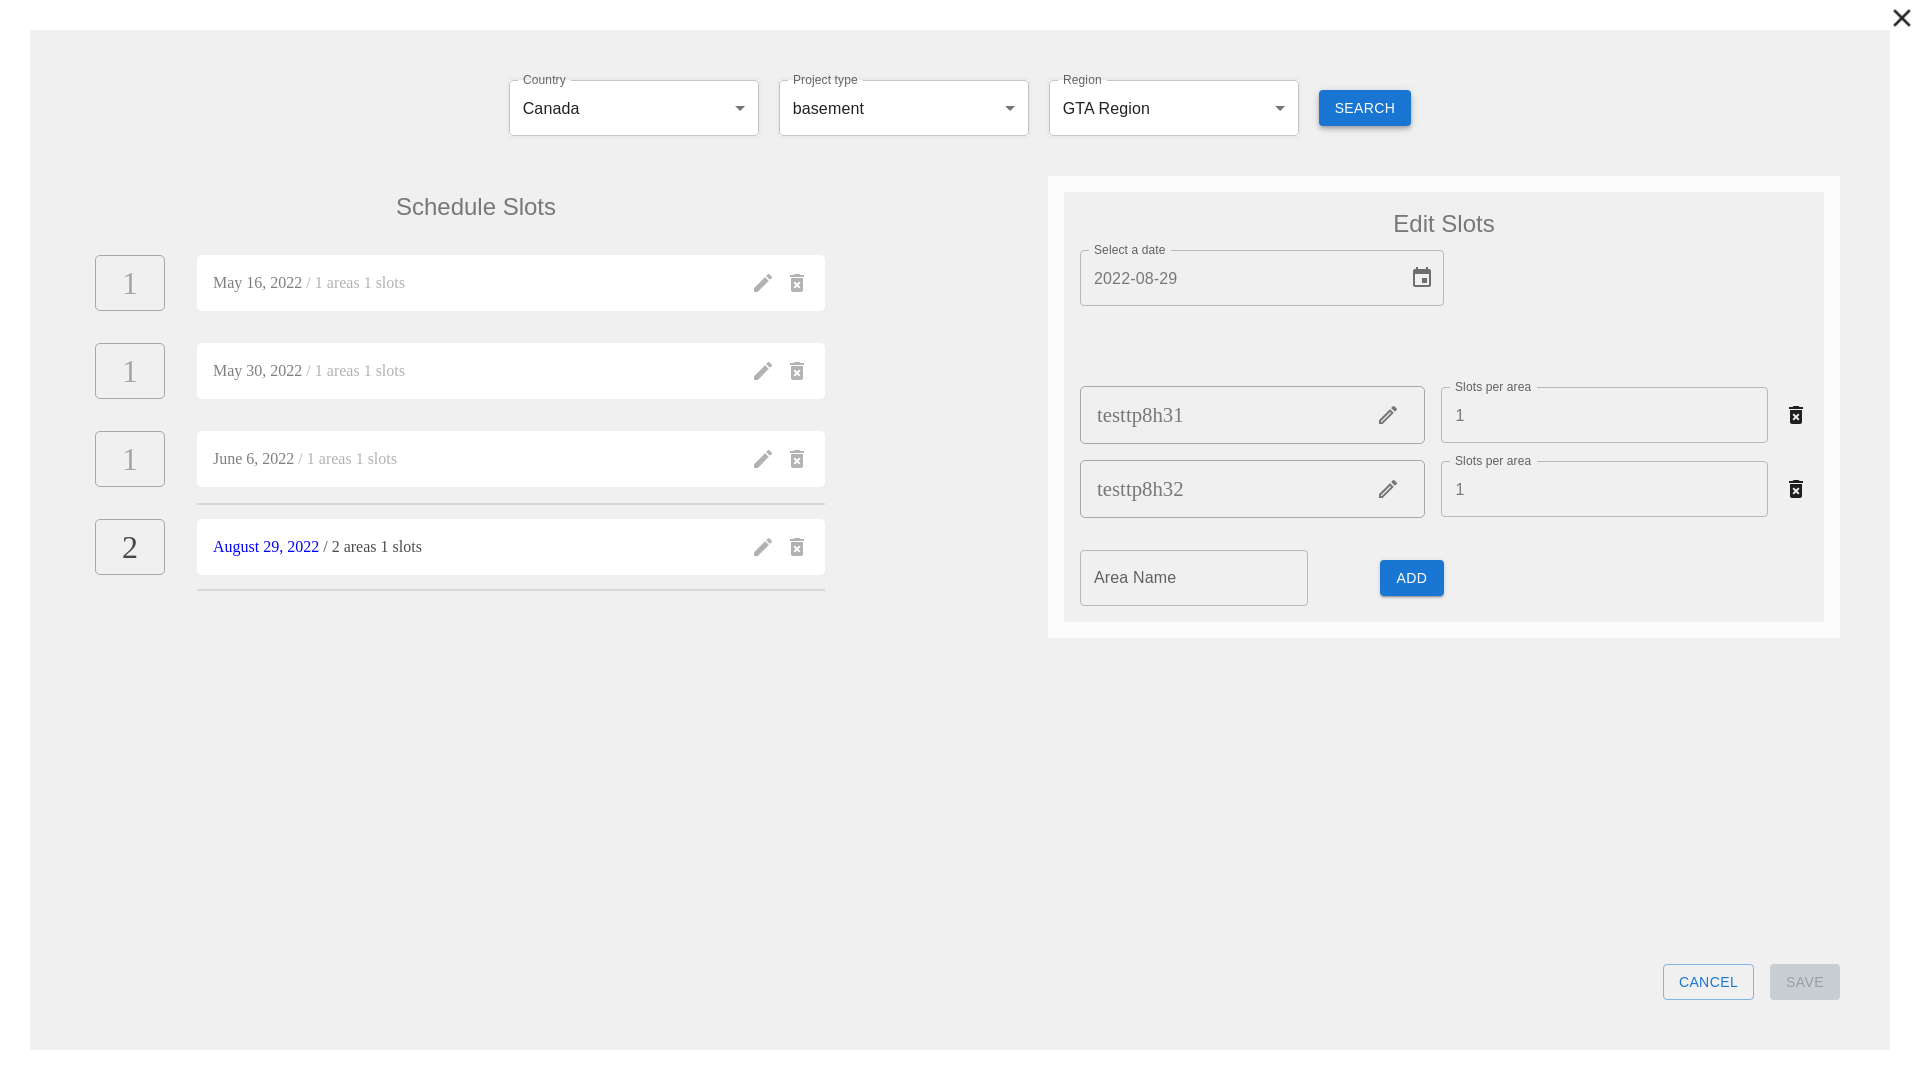 Country
Canada
Project type
basement
Region
GTA Region
SEARCH
Schedule Slots
1
May 16, 2022 / 1 areas 1 slots
1
May 30, 2022 / 1 areas 1 slots
1
June 6, 2022 / 1 areas 1 slots
2
August 29, 2022 / 2 areas 1 slots
Edit Slots
Select a date
2022-08-29
testtp8h31
Slots per area
1
testtp8h32
Slots per area
1
Area Name
ADD
CANCEL
SAVE